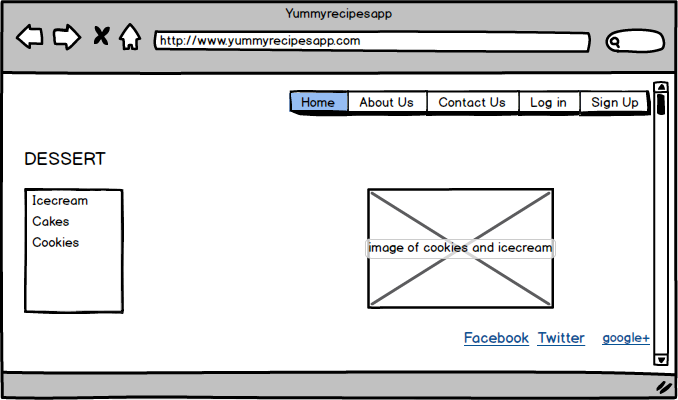 Yummyrecipesapp
http://www.yummyrecipesapp.com
Home About Us Contact Us Log in Sign Up
DESSERT
Icecream
Cakes
Cookies
image of cookies and icecream
Facebook Twitter google+